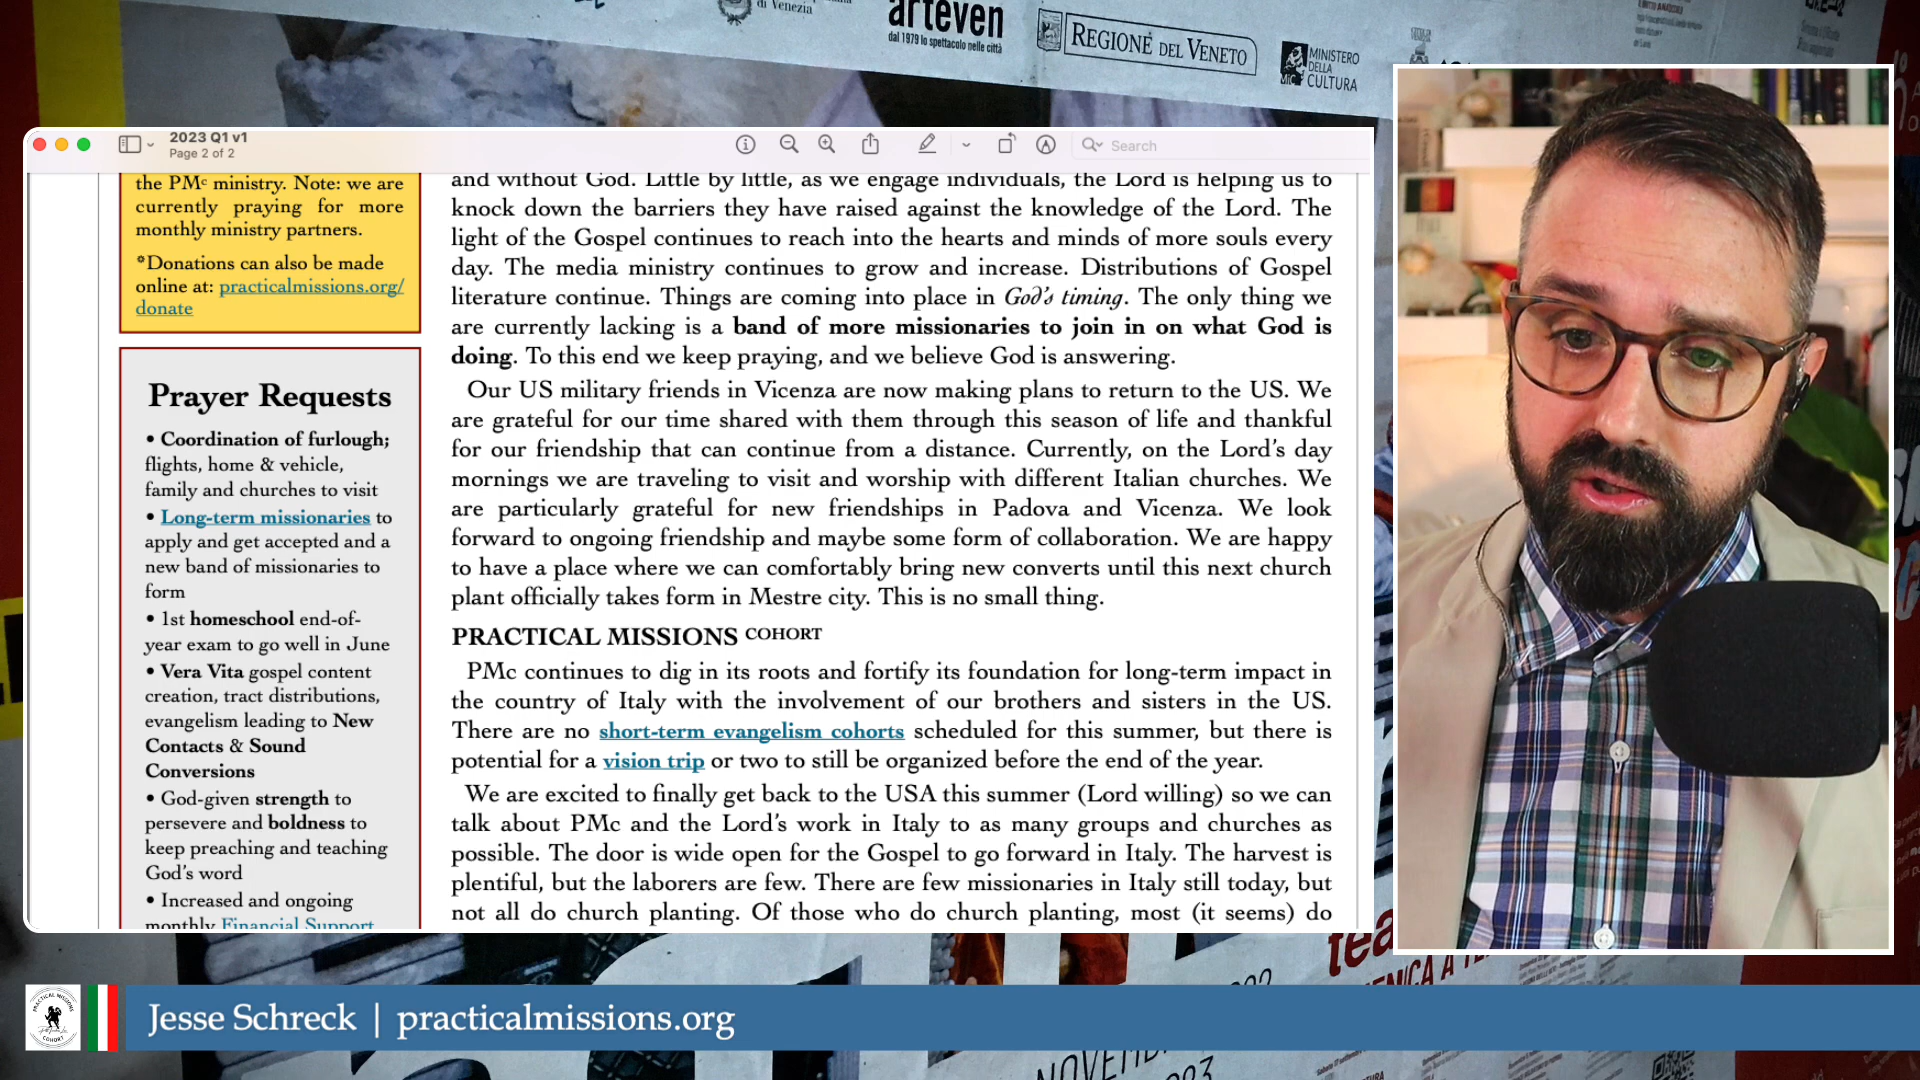 di Venezia
arteven
dal 1979 lo spettacolo nelle città
REGIONE DEL VENETO
MiC
MINISTERO
DELLA
CULTURA
2023 Q1 v1
Page 2 of 2
Search
the PMc ministry. Note: we are
currently praying for more
monthly ministry partners.
*Donations can also be made
online at: practicalmissions.org/
donate
Prayer Requests
• Coordination of furlough;
flights, home & vehicle,
family and churches to visit
• Long-term missionaries to
apply and get accepted and a
new band of missionaries to
form
• 1st homeschool end-of-
year exam to go well in June
• Vera Vita gospel content
creation, tract distributions,
evangelism leading to New
Contacts & Sound
Conversions
• God-given strength to
persevere and boldness to
keep preaching and teaching
God's word
• Increased and ongoing
monthly Financial Support
and without God. Little by little, as we engage individuals, the Lord is helping us to
knock down the barriers they have raised against the knowledge of the Lord. The
light of the Gospel continues to reach into the hearts and minds of more souls every
day. The media ministry continues to grow and increase. Distributions of Gospel
literature continue. Things are coming into place in God's timing. The only thing we
are currently lacking is a band of more missionaries to join in on what God is
doing. To this end we keep praying, and we believe God is answering.
Our US military friends in Vicenza are now making plans to return to the US. We
are grateful for our time shared with them through this season of life and thankful
for our friendship that can continue from a distance. Currently, on the Lord's day
mornings we are traveling to visit and worship with different Italian churches. We
are particularly grateful for new friendships in Padova and Vicenza. We look
forward to ongoing friendship and maybe some form of collaboration. We are happy
to have a place where we can comfortably bring new converts until this next church
plant officially takes form in Mestre city. This is no small thing.
PRACTICAL MISSIONS COHORT
PMc continues to dig in its roots and fortify its foundation for long-term impact in
the country of Italy with the involvement of our brothers and sisters in the US.
There are no short-term evangelism cohorts scheduled for this summer, but there is
potential for a vision trip or two to still be organized before the end of the year.
We are excited to finally get back to the USA this summer (Lord willing) so we can
talk about PMc and the Lord's work in Italy to as many groups and churches as
possible. The door is wide open for the Gospel to go forward in Italy. The harvest is
plentiful, but the laborers are few. There are few missionaries in Italy still today, but
not all do church planting. Of those who do church planting, most (it seems) do
PRACTICAL MISSIONS
COHORT
Jesse Schreck | practicalmissions.org